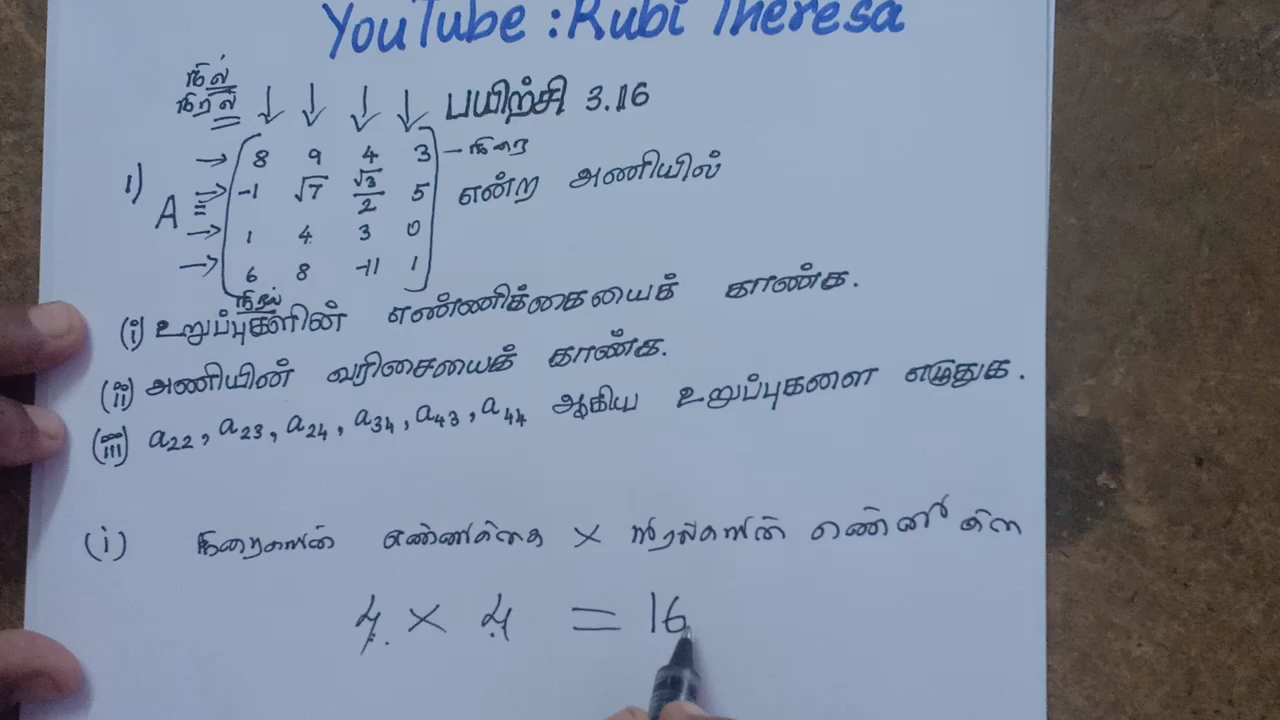 YouTube : Rubi Theresa
பயிற்சி 3.16
1) A = 8 9 4 3 – நிரை
-1 √7 √3/2 5 என்ற அணியில்
1 4 3 0
6 8 -11 1
(i) உறுப்புகளின் எண்ணிக்கையைக் காண்க.
(ii) அணியின் வரிசையைக் காண்க.
(iii) a22, a23, a24, a34, a43, a44 ஆகிய உறுப்புகளை எழுதுக.
(i) நிரைகளின் எண்ணிக்கை × நிரல்களின்
4 × 4 = 16